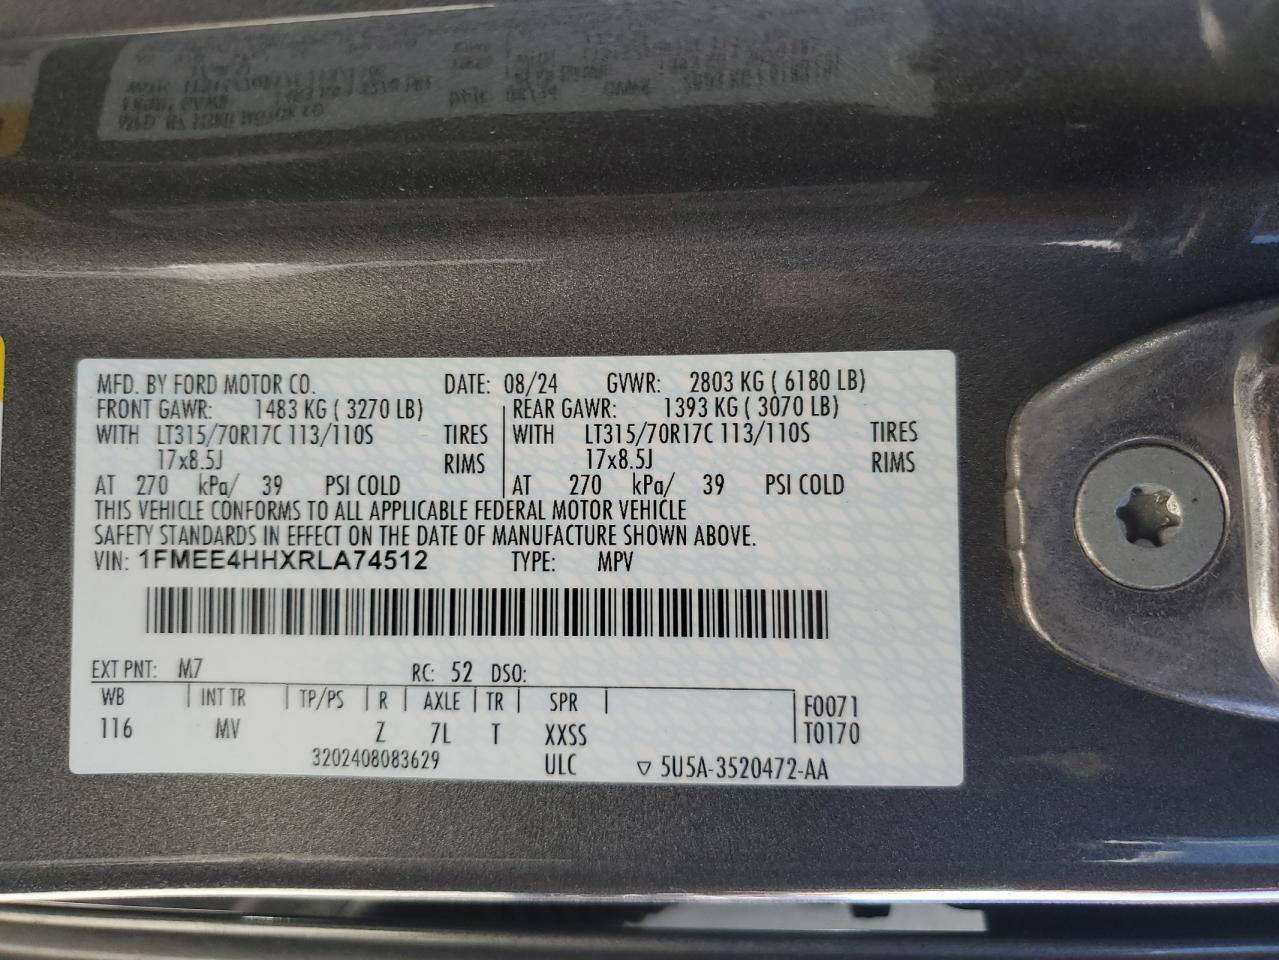 MFD. BY FORD MOTOR CO. DATE: 08/24 GVWR: 2803 KG ( 6180 LB)
FRONT GAWR: 1483 KG ( 3270 LB) REAR GAWR: 1393 KG ( 3070 LB)
WITH LT315/70R17C 113/110S TIRES WITH LT315/70R17C 113/110S TIRES
17x8.5J RIMS 17x8.5J RIMS
AT 270 kPa/ 39 PSI COLD AT 270 kPa/ 39 PSI COLD
THIS VEHICLE CONFORMS TO ALL APPLICABLE FEDERAL MOTOR VEHICLE
SAFETY STANDARDS IN EFFECT ON THE DATE OF MANUFACTURE SHOWN ABOVE.
VIN: 1FMEE4HHXRLA74512 TYPE: MPV
EXT PNT: M7 RC: 52 DSO:
WB INT TR TP/PS R AXLE TR SPR F0071
116 MV Z 7L T XXSS T0170
3202408083629 ULC ▽ 5U5A-3520472-AA